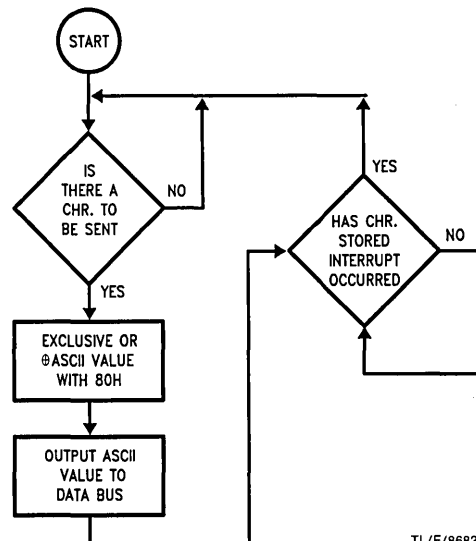 START
IS
THERE A
CHR. TO
BE SENT
NO
YES
EXCLUSIVE OR
⊕ASCII VALUE
WITH 80H
OUTPUT ASCII
VALUE TO
DATA BUS
YES
HAS CHR.
STORED
INTERRUPT
OCCURRED
NO